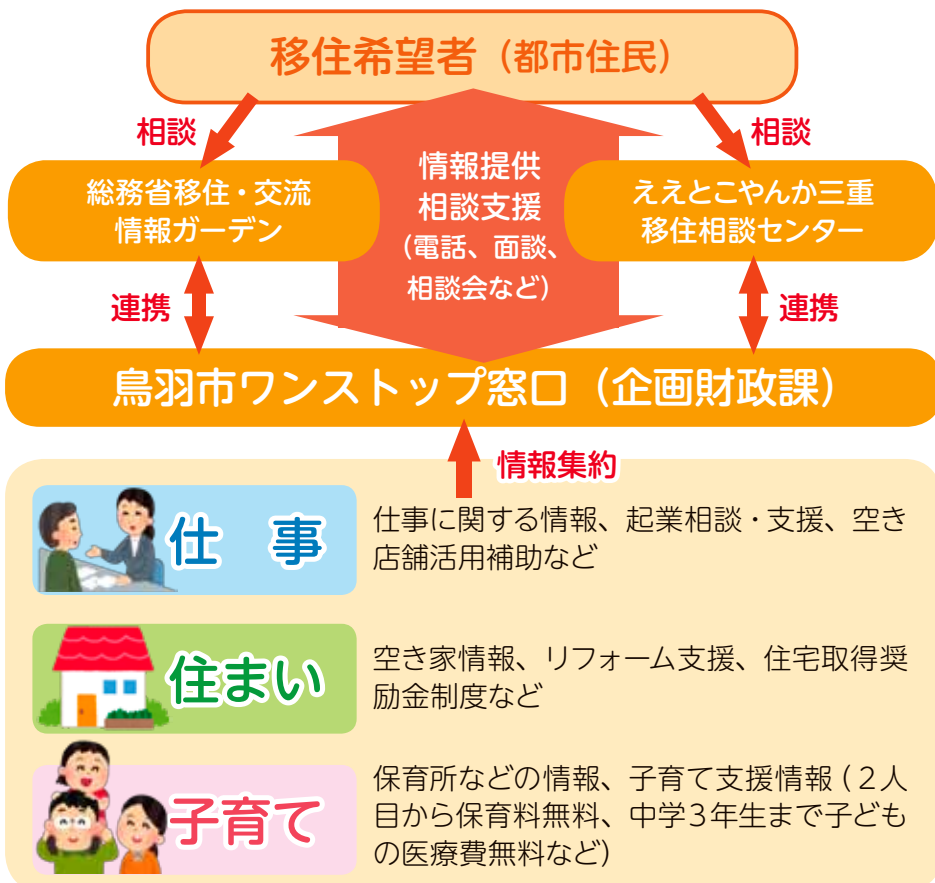 移住希望者（都市住民）
相談
相談
総務省移住・交流
情報ガーデン
情報提供
相談支援
（電話、面談、
相談会など）
ええとこやんか三重
移住相談センター
連携
連携
鳥羽市ワンストップ窓口（企画財政課）
情報集約
仕　事
仕事に関する情報、起業相談・支援、空き
店舗活用補助など
住まい
空き家情報、リフォーム支援、住宅取得奨
励金制度など
子育て
保育所などの情報、子育て支援情報（２人
目から保育料無料、中学３年生まで子ども
の医療費無料など）